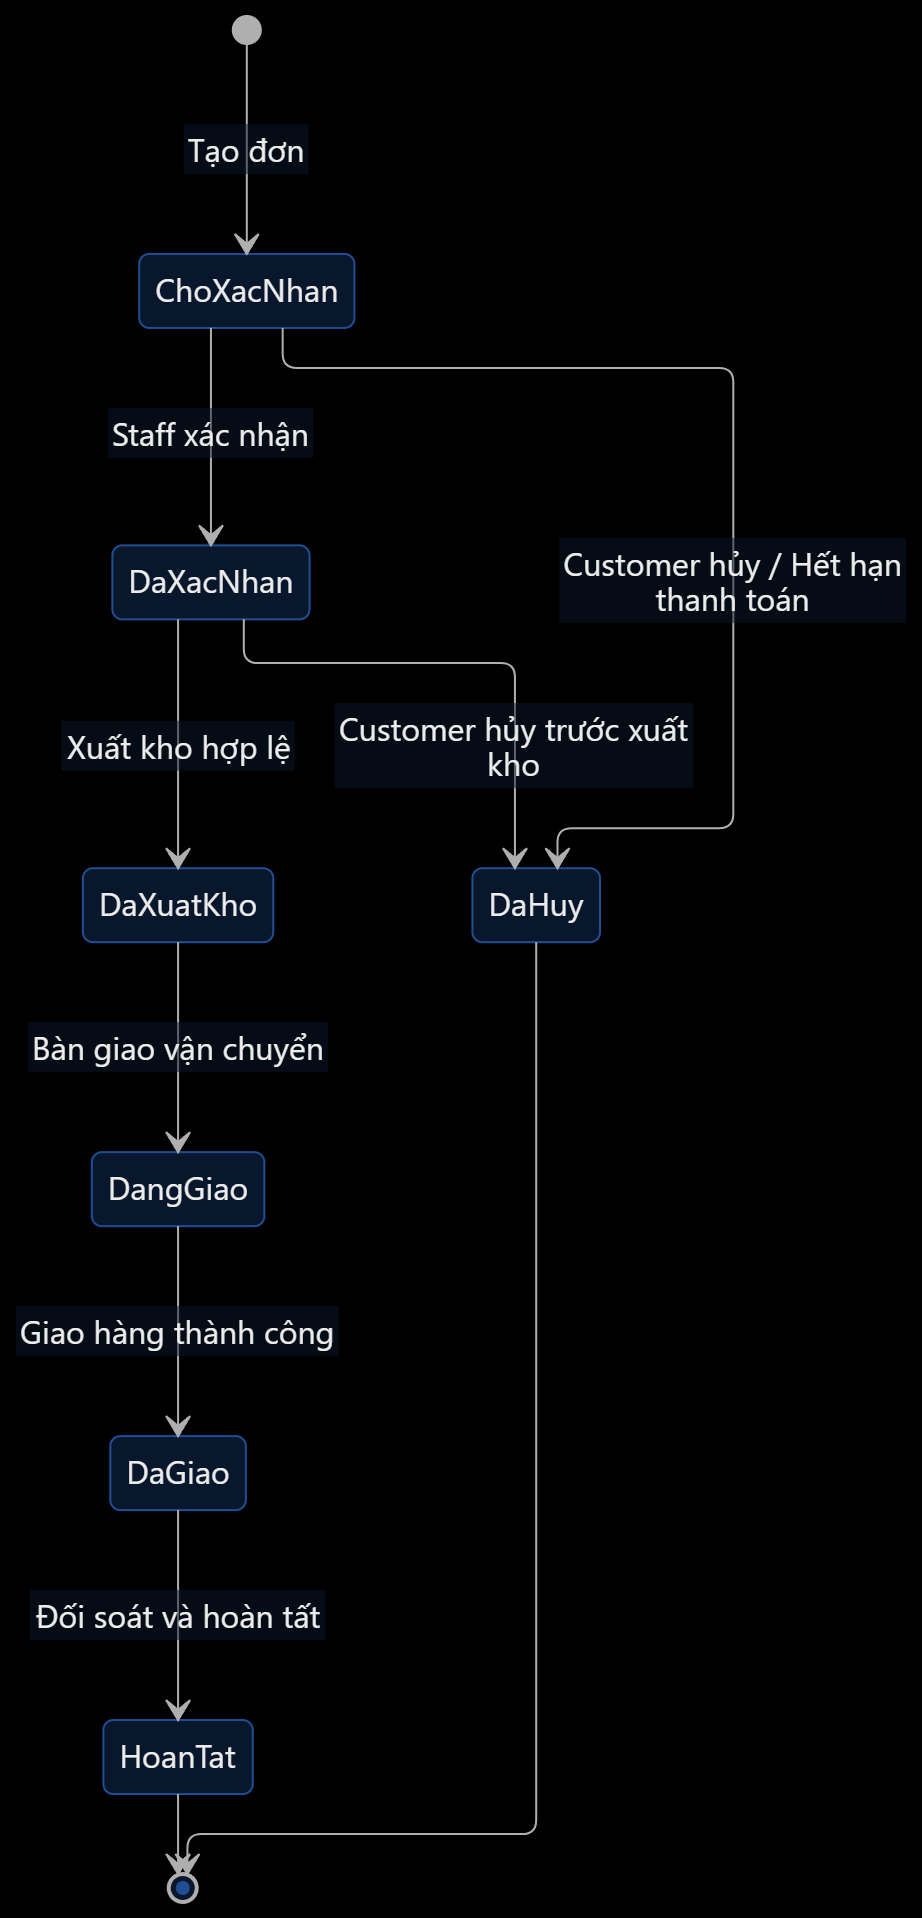 Tạo đơn
ChoXacNhan
Staff xác nhận
DaXacNhan
Customer hủy / Hết hạn
thanh toán
Xuất kho hợp lệ
Customer hủy trước xuất
kho
DaXuatKho
DaHuy
Bàn giao vận chuyển
DangGiao
Giao hàng thành công
DaGiao
Đối soát và hoàn tất
HoanTat